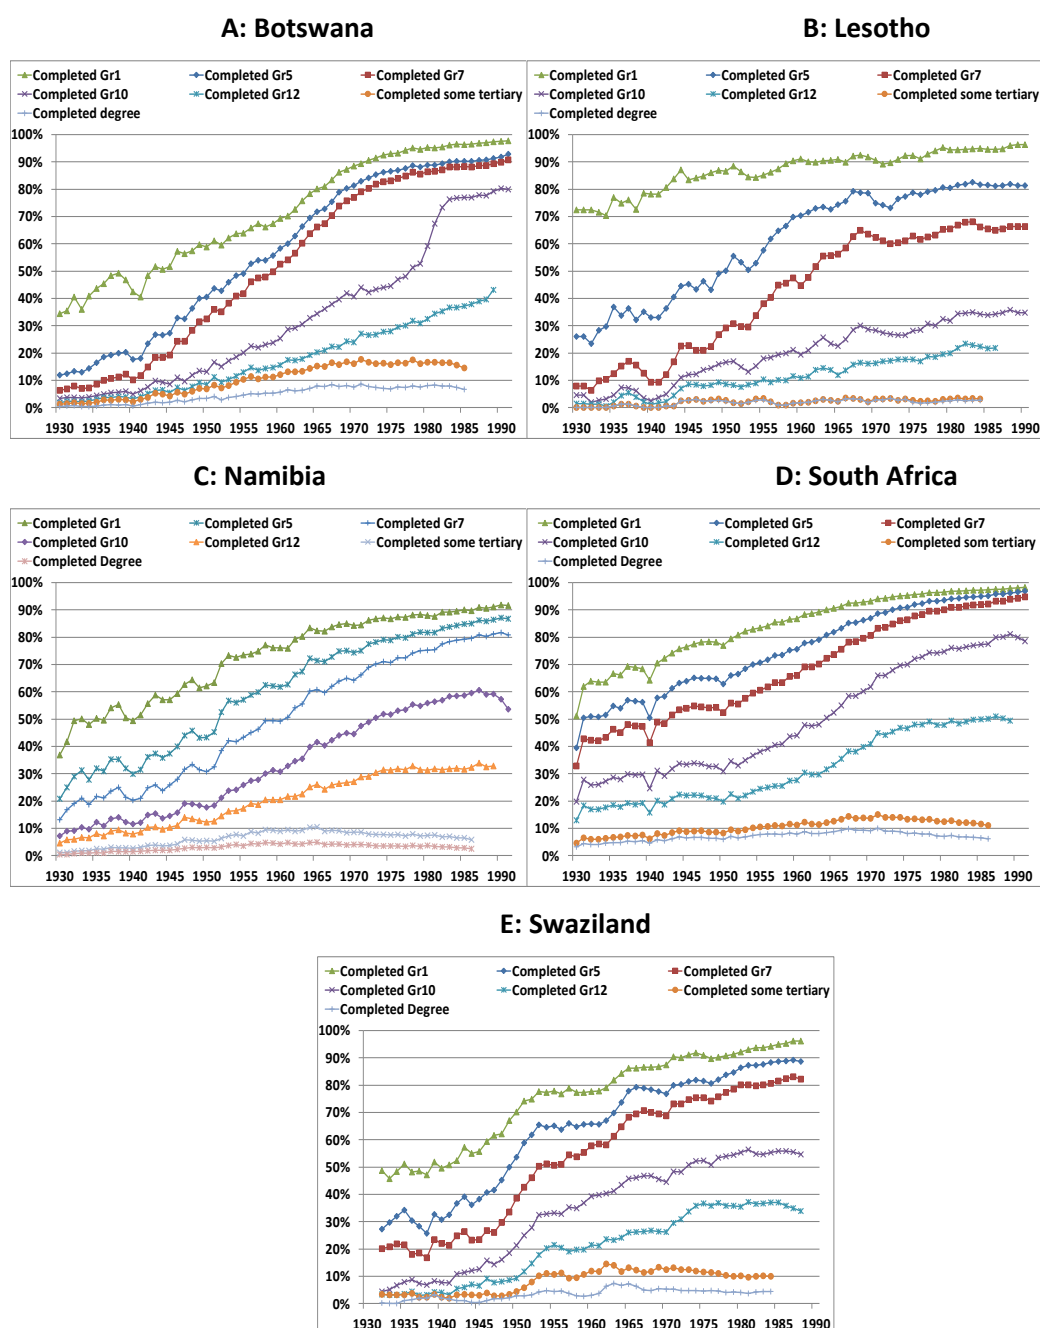 A: Botswana
Completed Gr1 Completed Gr5 Completed Gr7
Completed Gr10 Completed Gr12 Completed some tertiary
Completed degree
100%
90%
80%
70%
60%
50%
40%
30%
20%
10%
0%
1930 1935 1940 1945 1950 1955 1960 1965 1970 1975 1980 1985 1990
B: Lesotho
Completed Gr1 Completed Gr5 Completed Gr7
Completed Gr10 Completed Gr12 Completed some tertiary
Completed degree
100%
90%
80%
70%
60%
50%
40%
30%
20%
10%
0%
1930 1935 1940 1945 1950 1955 1960 1965 1970 1975 1980 1985 1990
C: Namibia
Completed Gr1 Completed Gr5 Completed Gr7
Completed Gr10 Completed Gr12 Completed some tertiary
Completed Degree
100%
90%
80%
70%
60%
50%
40%
30%
20%
10%
0%
1930 1935 1940 1945 1950 1955 1960 1965 1970 1975 1980 1985 1990
D: South Africa
Completed Gr1 Completed Gr5 Completed Gr7
Completed Gr10 Completed Gr12 Completed som tertiary
Completed Degree
100%
90%
80%
70%
60%
50%
40%
30%
20%
10%
0%
1930 1935 1940 1945 1950 1955 1960 1965 1970 1975 1980 1985 1990
E: Swaziland
Completed Gr1 Completed Gr5 Completed Gr7
Completed Gr10 Completed Gr12 Completed some tertiary
Completed Degree
100%
90%
80%
70%
60%
50%
40%
30%
20%
10%
0%
1930 1935 1940 1945 1950 1955 1960 1965 1970 1975 1980 1985 1990